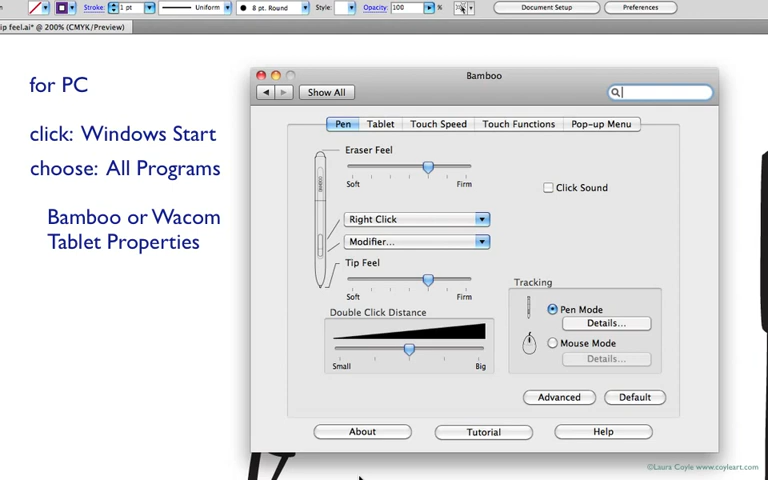 Stroke: 1 pt Uniform 8 pt. Round Style: Opacity: 100 % Document Setup Preferences
ip feel.ai* @ 200% (CMYK/Preview)
for PC
click: Windows Start
choose: All Programs
Bamboo or Wacom
Tablet Properties
Bamboo
Show All
Pen Tablet Touch Speed Touch Functions Pop-up Menu
Eraser Feel
Soft Firm
Click Sound
Right Click
Modifier...
Tip Feel
Soft Firm
Double Click Distance
Small Big
Tracking
Pen Mode
Details...
Mouse Mode
Details...
Advanced Default
About Tutorial Help
©Laura Coyle www.coyleart.com